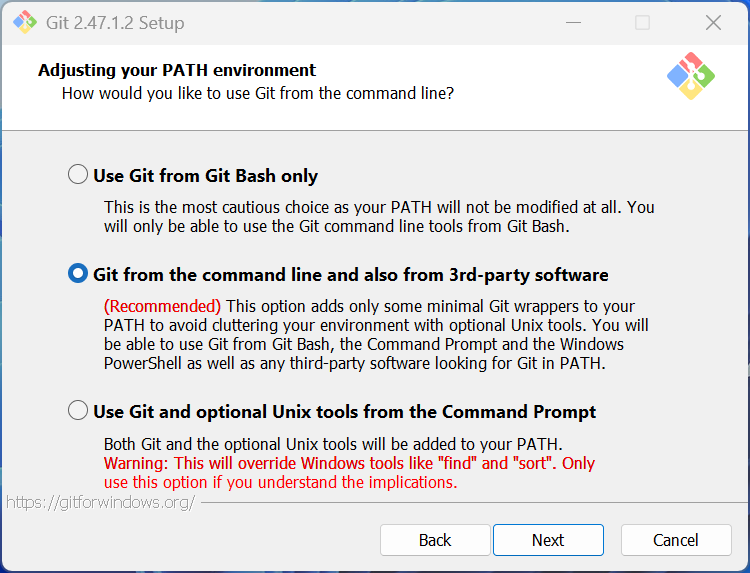 Git 2.47.1.2 Setup
Adjusting your PATH environment
How would you like to use Git from the command line?
Use Git from Git Bash only
This is the most cautious choice as your PATH will not be modified at all. You
will only be able to use the Git command line tools from Git Bash.
Git from the command line and also from 3rd-party software
(Recommended) This option adds only some minimal Git wrappers to your
PATH to avoid cluttering your environment with optional Unix tools. You will
be able to use Git from Git Bash, the Command Prompt and the Windows
PowerShell as well as any third-party software looking for Git in PATH.
Use Git and optional Unix tools from the Command Prompt
Both Git and the optional Unix tools will be added to your PATH.
Warning: This will override Windows tools like "find" and "sort". Only
use this option if you understand the implications.
https://gitforwindows.org/
Back
Next
Cancel